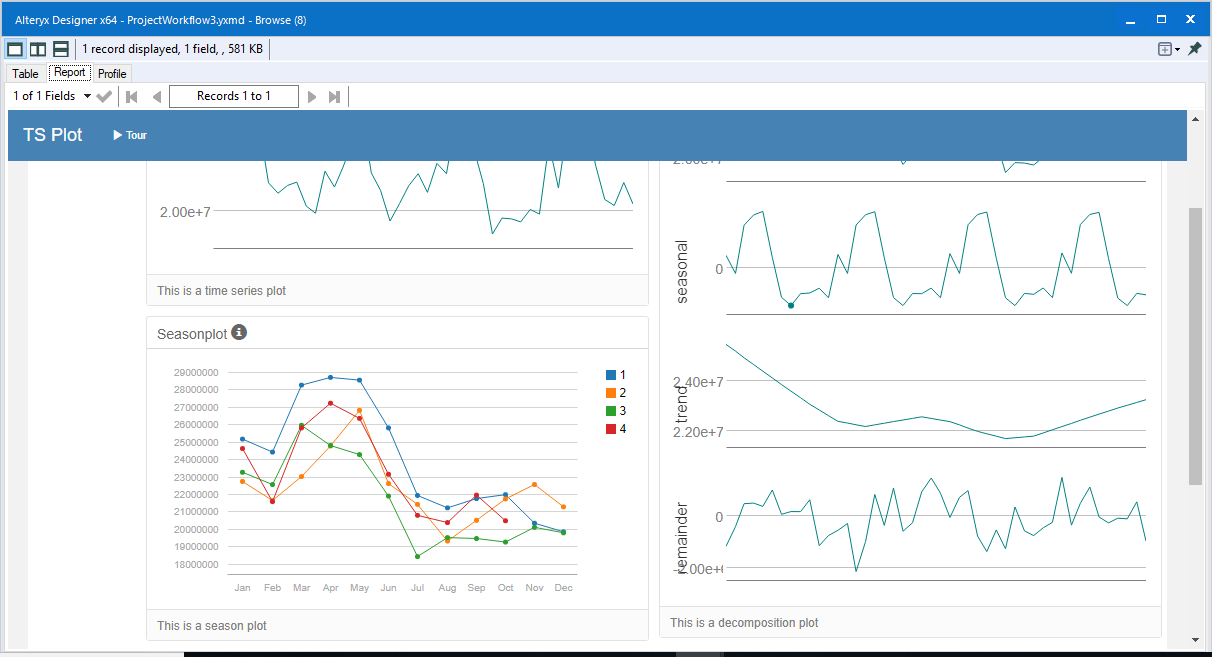 Alteryx Designer x64 - ProjectWorkflow3.yxmd - Browse (8)
1 record displayed, 1 field, , 581 KB
Table Report Profile
1 of 1 Fields Records 1 to 1
TS Plot Tour
2.00e+7
This is a time series plot
Seasonplot
29000000
28000000
27000000
26000000
25000000
24000000
23000000
22000000
21000000
20000000
19000000
18000000
Jan Feb Mar Apr May Jun Jul Aug Sep Oct Nov Dec
1
2
3
4
This is a season plot
seasonal
0
trend
2.40e+7
2.20e+7
remainder
0
This is a decomposition plot